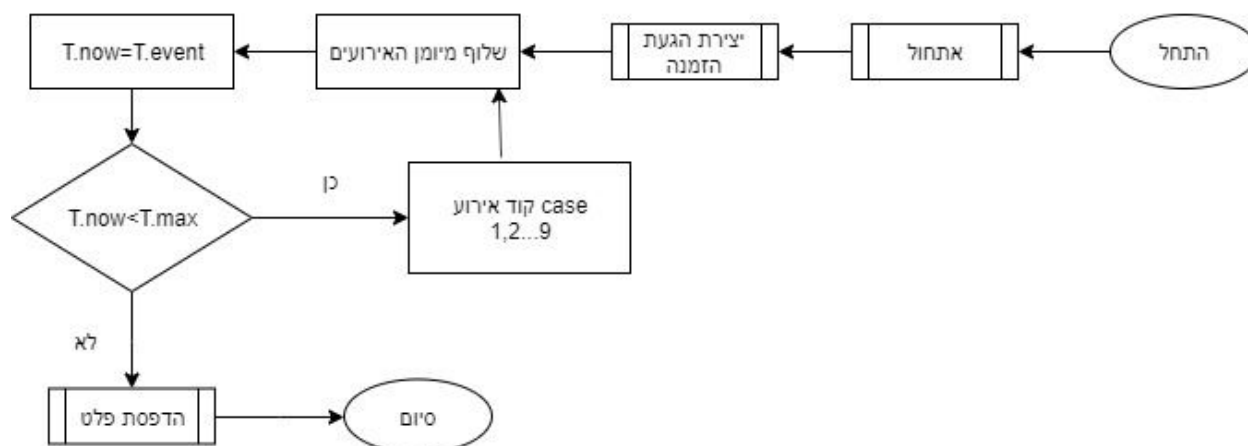 התחל
אתחול
יצירת הגעת
הזמנה
שלוף מיומן האירועים
T.now=T.event
T.now<T.max
כן
case קוד אירוע
1,2...9
לא
הדפסת פלט
סיום